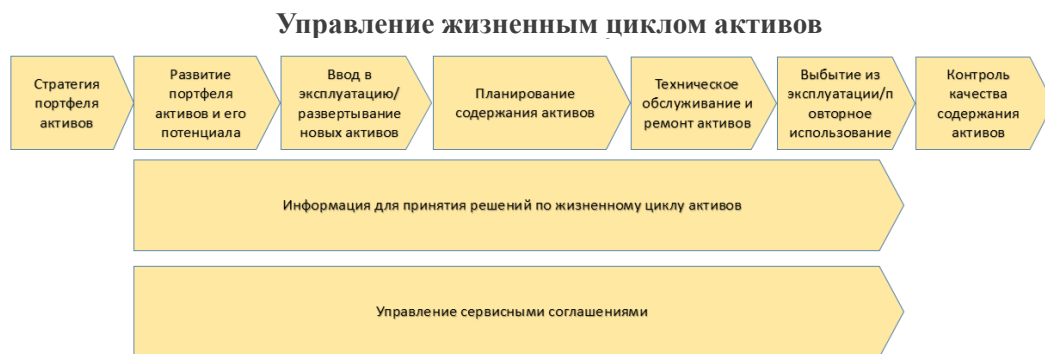 Управление жизненным циклом активов
Стратегия
портфеля
активов
Развитие
портфеля
активов и его
потенциала
Ввод в
эксплуатацию/
развертывание
новых активов
Планирование
содержания активов
Техническое
обслуживание и
ремонт активов
Выбытие из
эксплуатации/п
овторное
использование
Контроль
качества
содержания
активов
Информация для принятия решений по жизненному циклу активов
Управление сервисными соглашениями